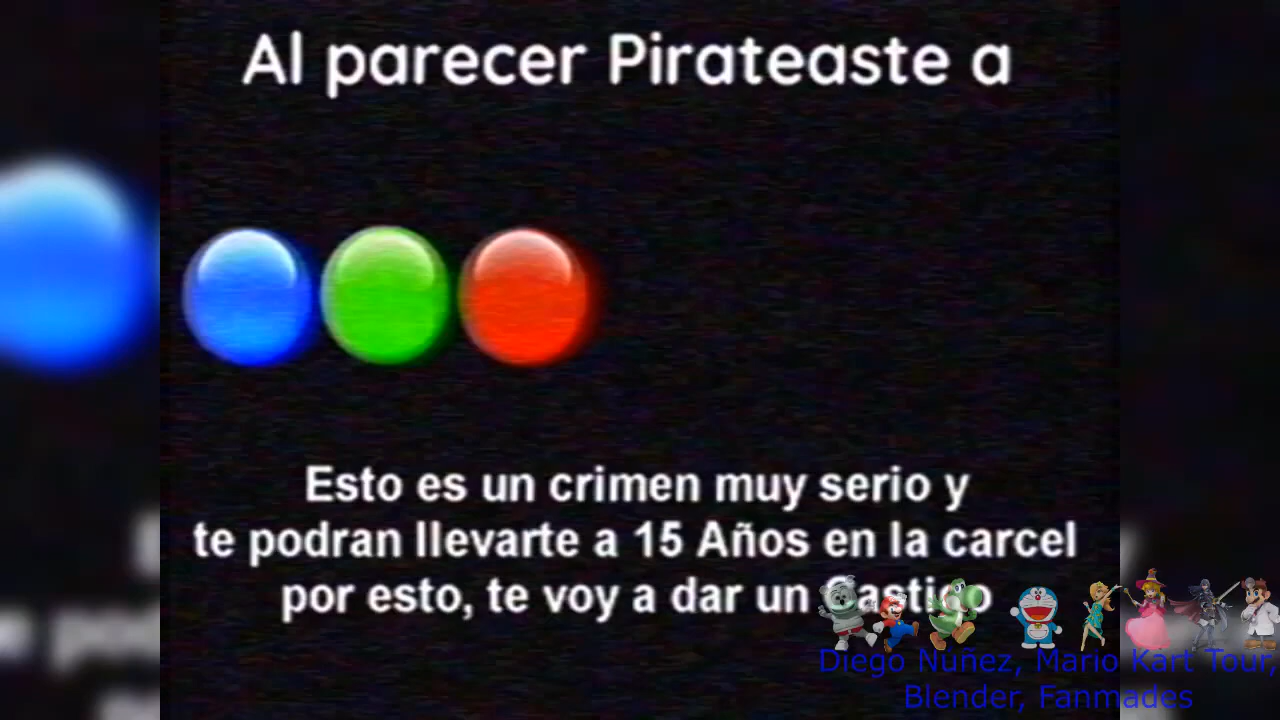 Al parecer Pirateaste a
Esto es un crimen muy serio y
te podran llevarte a 15 Años en la carcel
por esto, te voy a dar un Castigo
Diego Nuñez, Mario Kart Tour,
Blender, Fanmades